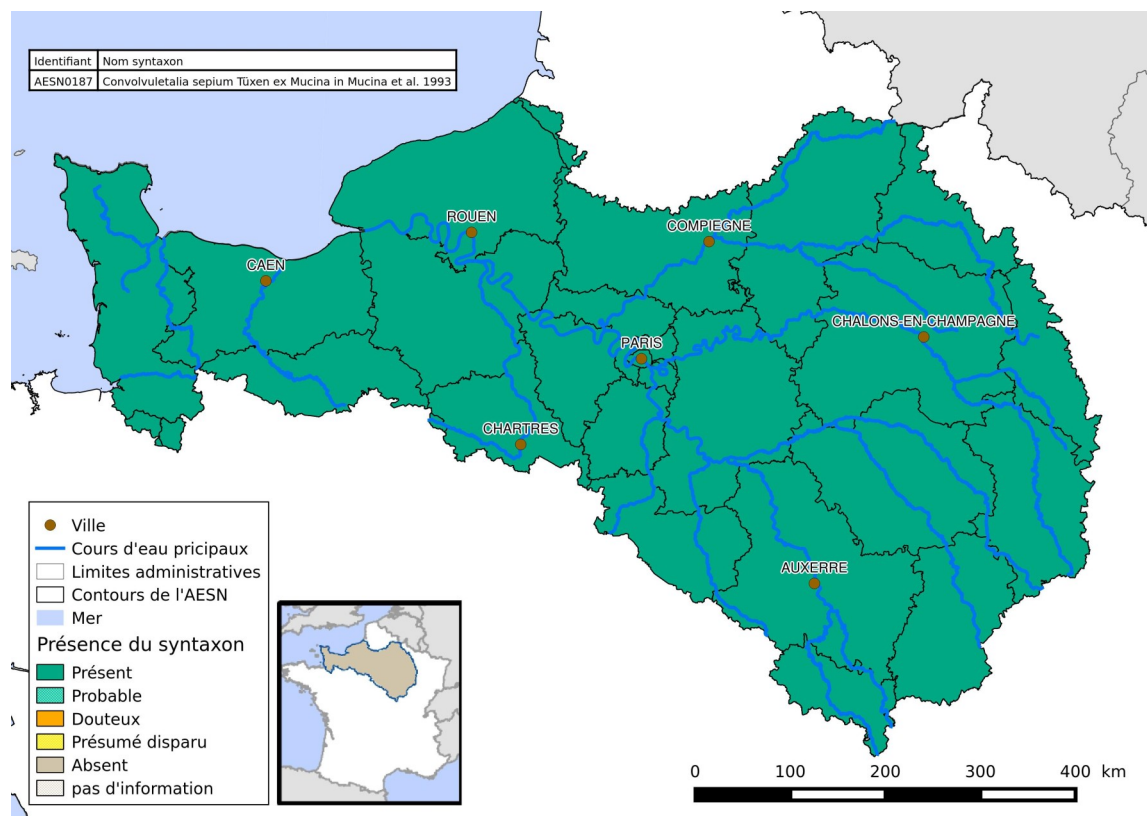 Identifiant Nom syntaxon
AESN0187 Convolvuletalia sepium Tüxen ex Mucina in Mucina et al. 1993
ROUEN
COMPIEGNE
CAEN
CHALONS-EN-CHAMPAGNE
PARIS
CHARTRES
AUXERRE
Ville
Cours d'eau pricipaux
Limites administratives
Contours de l'AESN
Mer
Présence du syntaxon
Présent
Probable
Douteux
Présumé disparu
Absent
pas d'information
0 100 200 300 400 km